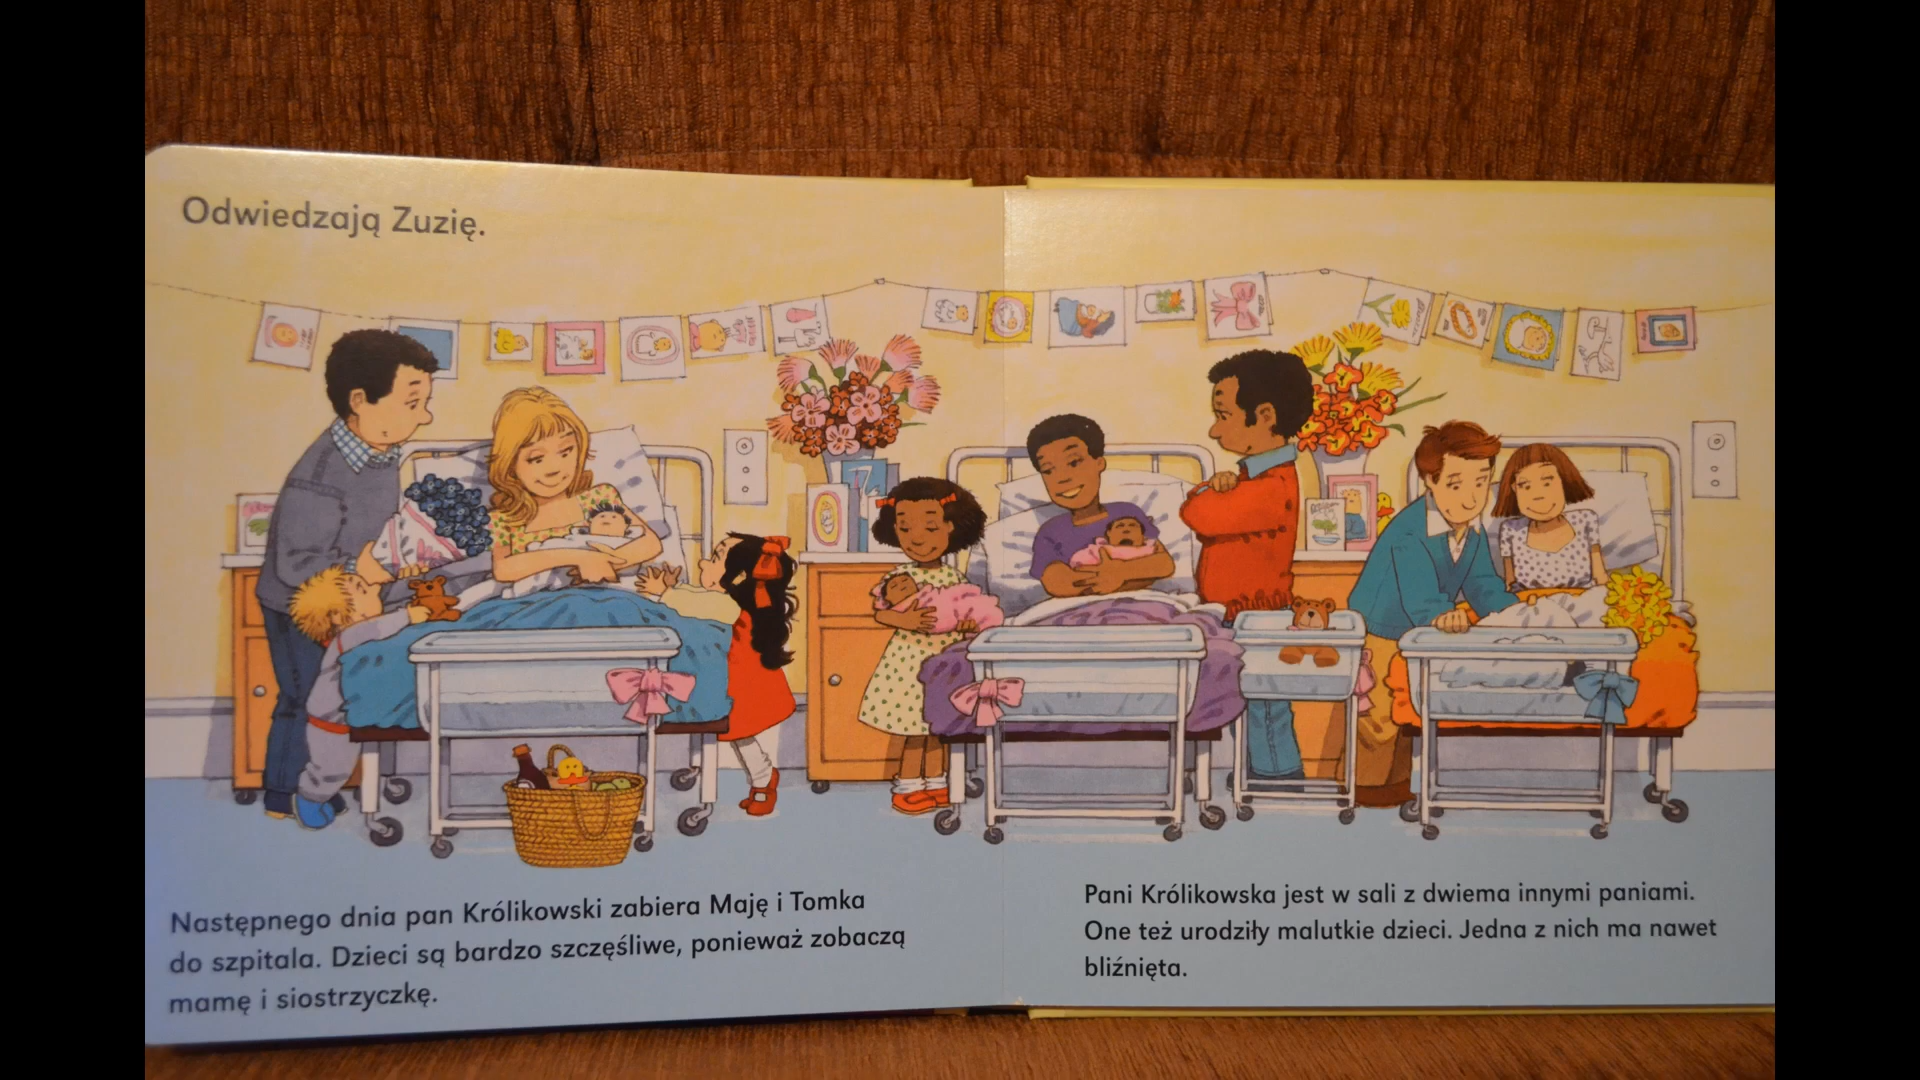 Odwiedzają Zuzię.
Następnego dnia pan Królikowski zabiera Maję i Tomka
do szpitala. Dzieci są bardzo szczęśliwe, ponieważ zobaczą
mamę i siostrzyczkę.
Pani Królikowska jest w sali z dwiema innymi paniami.
One też urodziły malutkie dzieci. Jedna z nich ma nawet
bliźnięta.